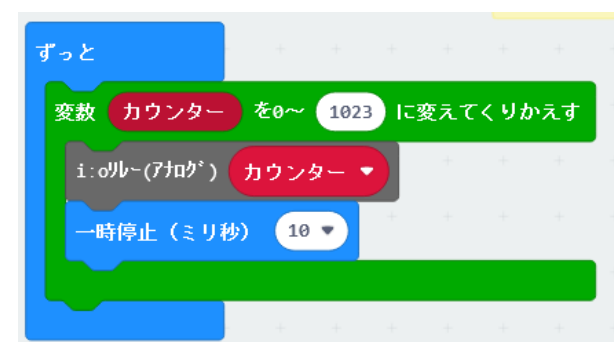 ずっと
変数 カウンター を0～ 1023 に変えてくりかえす
i:oﾘﾚｰ(ｱﾅﾛｸﾞ) カウンター
一時停止（ミリ秒） 10